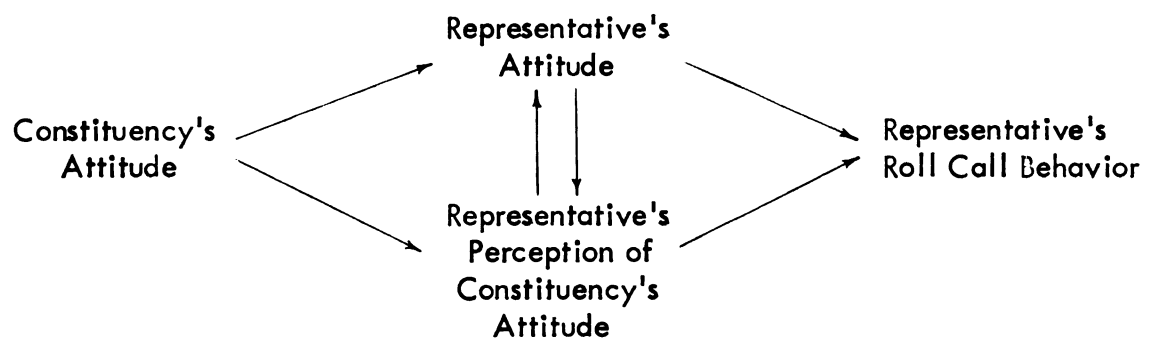 Representative's
Attitude
Constituency's
Attitude
Representative's
Roll Call Behavior
Representative's
Perception of
Constituency's
Attitude